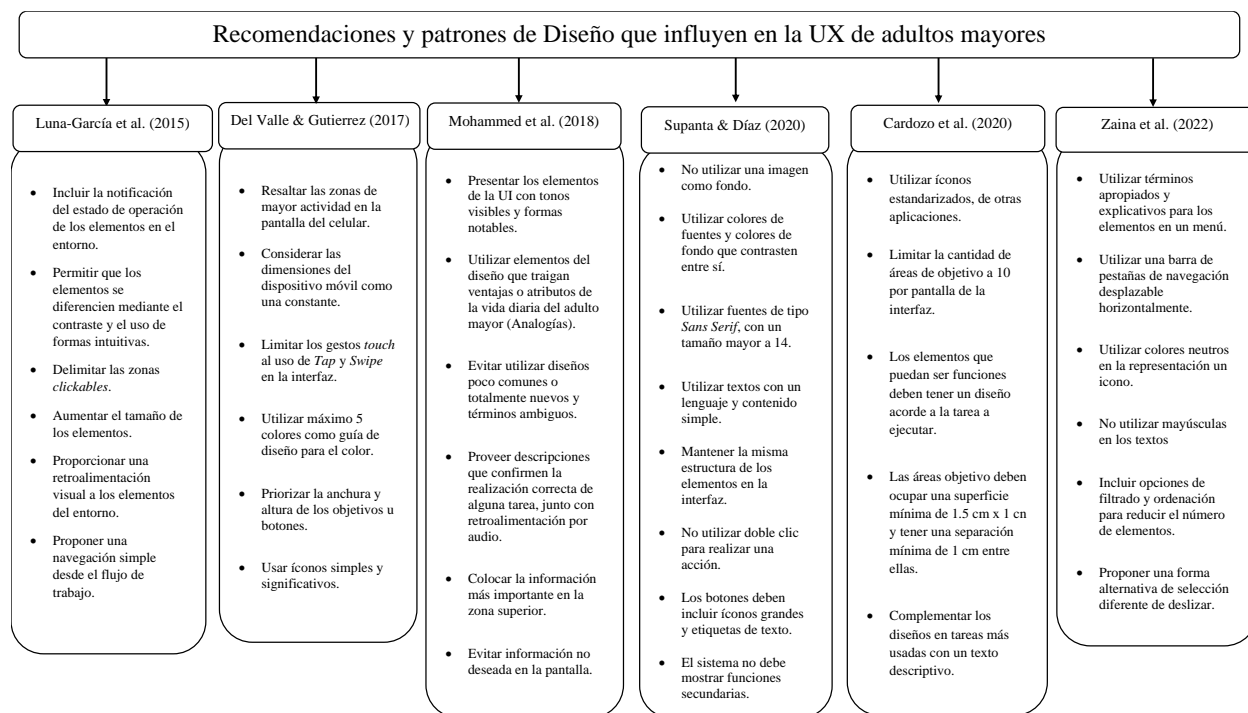 Recomendaciones y patrones de Diseño que influyen en la UX de adultos mayores
Luna-García et al. (2015)
• Incluir la notificación
del estado de operación
de los elementos en el
entorno.
• Permitir que los
elementos se
diferencien mediante el
contraste y el uso de
formas intuitivas.
• Delimitar las zonas
clickables.
• Aumentar el tamaño de
los elementos.
• Proporcionar una
retroalimentación
visual a los elementos
del entorno.
• Proponer una
navegación simple
desde el flujo de
trabajo.
Del Valle & Gutierrez (2017)
• Resaltar las zonas de
mayor actividad en la
pantalla del celular.
• Considerar las
dimensiones del
dispositivo móvil como
una constante.
• Limitar los gestos touch
al uso de Tap y Swipe
en la interfaz.
• Utilizar máximo 5
colores como guía de
diseño para el color.
• Priorizar la anchura y
altura de los objetivos u
botones.
• Usar íconos simples y
significativos.
Mohammed et al. (2018)
• Presentar los elementos
de la UI con tonos
visibles y formas
notables.
• Utilizar elementos del
diseño que traigan
ventajas o atributos de
la vida diaria del adulto
mayor (Analogías).
• Evitar utilizar diseños
poco comunes o
totalmente nuevos y
términos ambiguos.
• Proveer descripciones
que confirmen la
realización correcta de
alguna tarea, junto con
retroalimentación por
audio.
• Colocar la información
más importante en la
zona superior.
• Evitar información no
deseada en la pantalla.
Supanta & Díaz (2020)
• No utilizar una imagen
como fondo.
• Utilizar colores de
fuentes y colores de
fondo que contrasten
entre sí.
• Utilizar fuentes de tipo
Sans Serif, con un
tamaño mayor a 14.
• Utilizar textos con un
lenguaje y contenido
simple.
• Mantener la misma
estructura de los
elementos en la
interfaz.
• No utilizar doble clic
para realizar una
acción.
• Los botones deben
incluir íconos grandes
y etiquetas de texto.
• El sistema no debe
mostrar funciones
secundarias.
Cardozo et al. (2020)
• Utilizar íconos
estandarizados, de otras
aplicaciones.
• Limitar la cantidad de
áreas de objetivo a 10
por pantalla de la
interfaz.
• Los elementos que
puedan ser funciones
deben tener un diseño
acorde a la tarea a
ejecutar.
• Las áreas objetivo deben
ocupar una superficie
mínima de 1.5 cm x 1 cn
y tener una separación
mínima de 1 cm entre
ellas.
• Complementar los
diseños en tareas más
usadas con un texto
descriptivo.
Zaina et al. (2022)
• Utilizar términos
apropiados y
explicativos para los
elementos en un menú.
• Utilizar una barra de
pestañas de navegación
desplazable
horizontalmente.
• Utilizar colores neutros
en la representación un
icono.
• No utilizar mayúsculas
en los textos
• Incluir opciones de
filtrado y ordenación
para reducir el número
de elementos.
• Proponer una forma
alternativa de selección
diferente de deslizar.